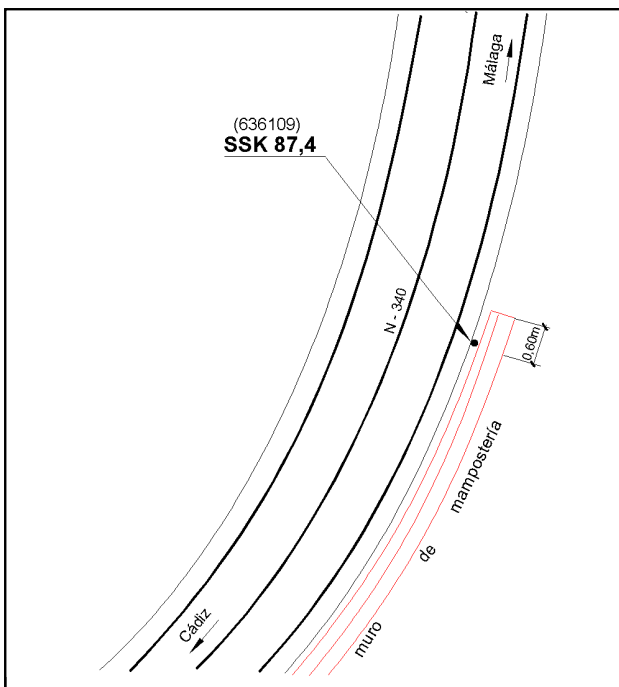 Málaga
(636109)
SSK 87,4
N - 340
0.60m
muro de mampostería
Cádiz